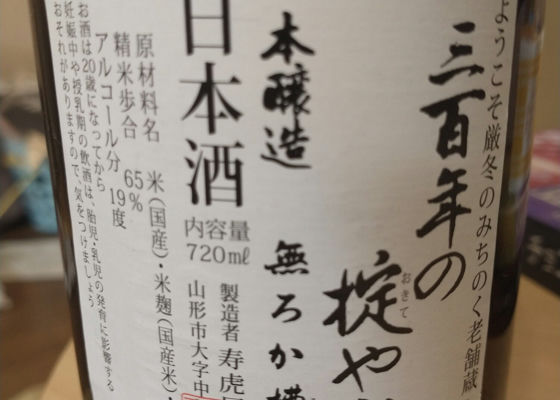 ようこそ厳冬のみちのく老舗蔵
三百年の
掟や
おきて
本醸造
無ろか
日本酒
内容量
720ml
製造者 寿虎
山形市大字中
原材料名 米(国産)・米麹(国産米)・
精米歩合 65%
アルコール分 19度
お酒は20歳になってから
妊娠中や授乳期の飲酒は、胎児・乳児の発育に影響する
おそれがありますので、気をつけましょう